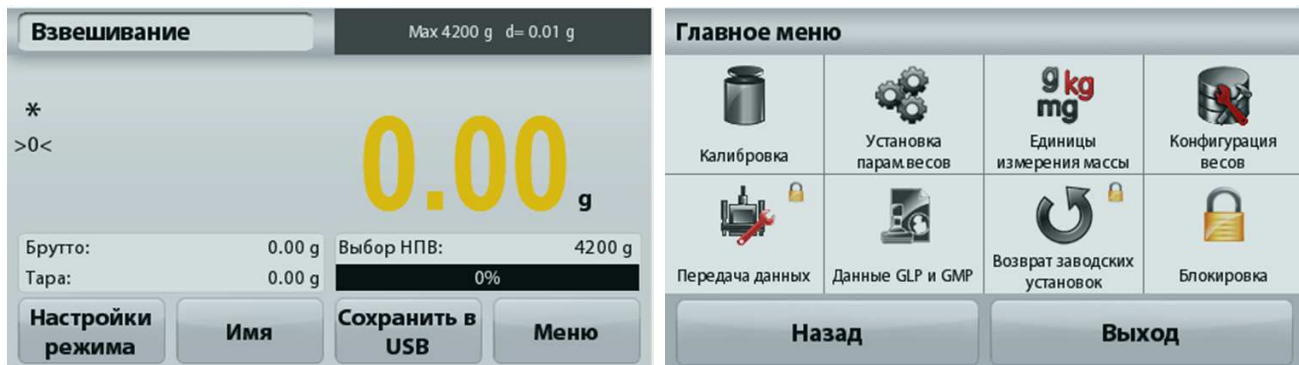 Взвешивание
Max 4200 g d= 0.01 g
*
>0<
0.00 g
Брутто: 0.00 g
Тара: 0.00 g
Выбор НПВ: 4200 g
0%
Настройки
режима
Имя
Сохранить в
USB
Меню
Главное меню
Калибровка
Установка
парам.весов
g kg
mg
Единицы
измерения массы
Конфигурация
весов
Передача данных
Данные GLP и GMP
Возврат заводских
установок
Блокировка
Назад
Выход